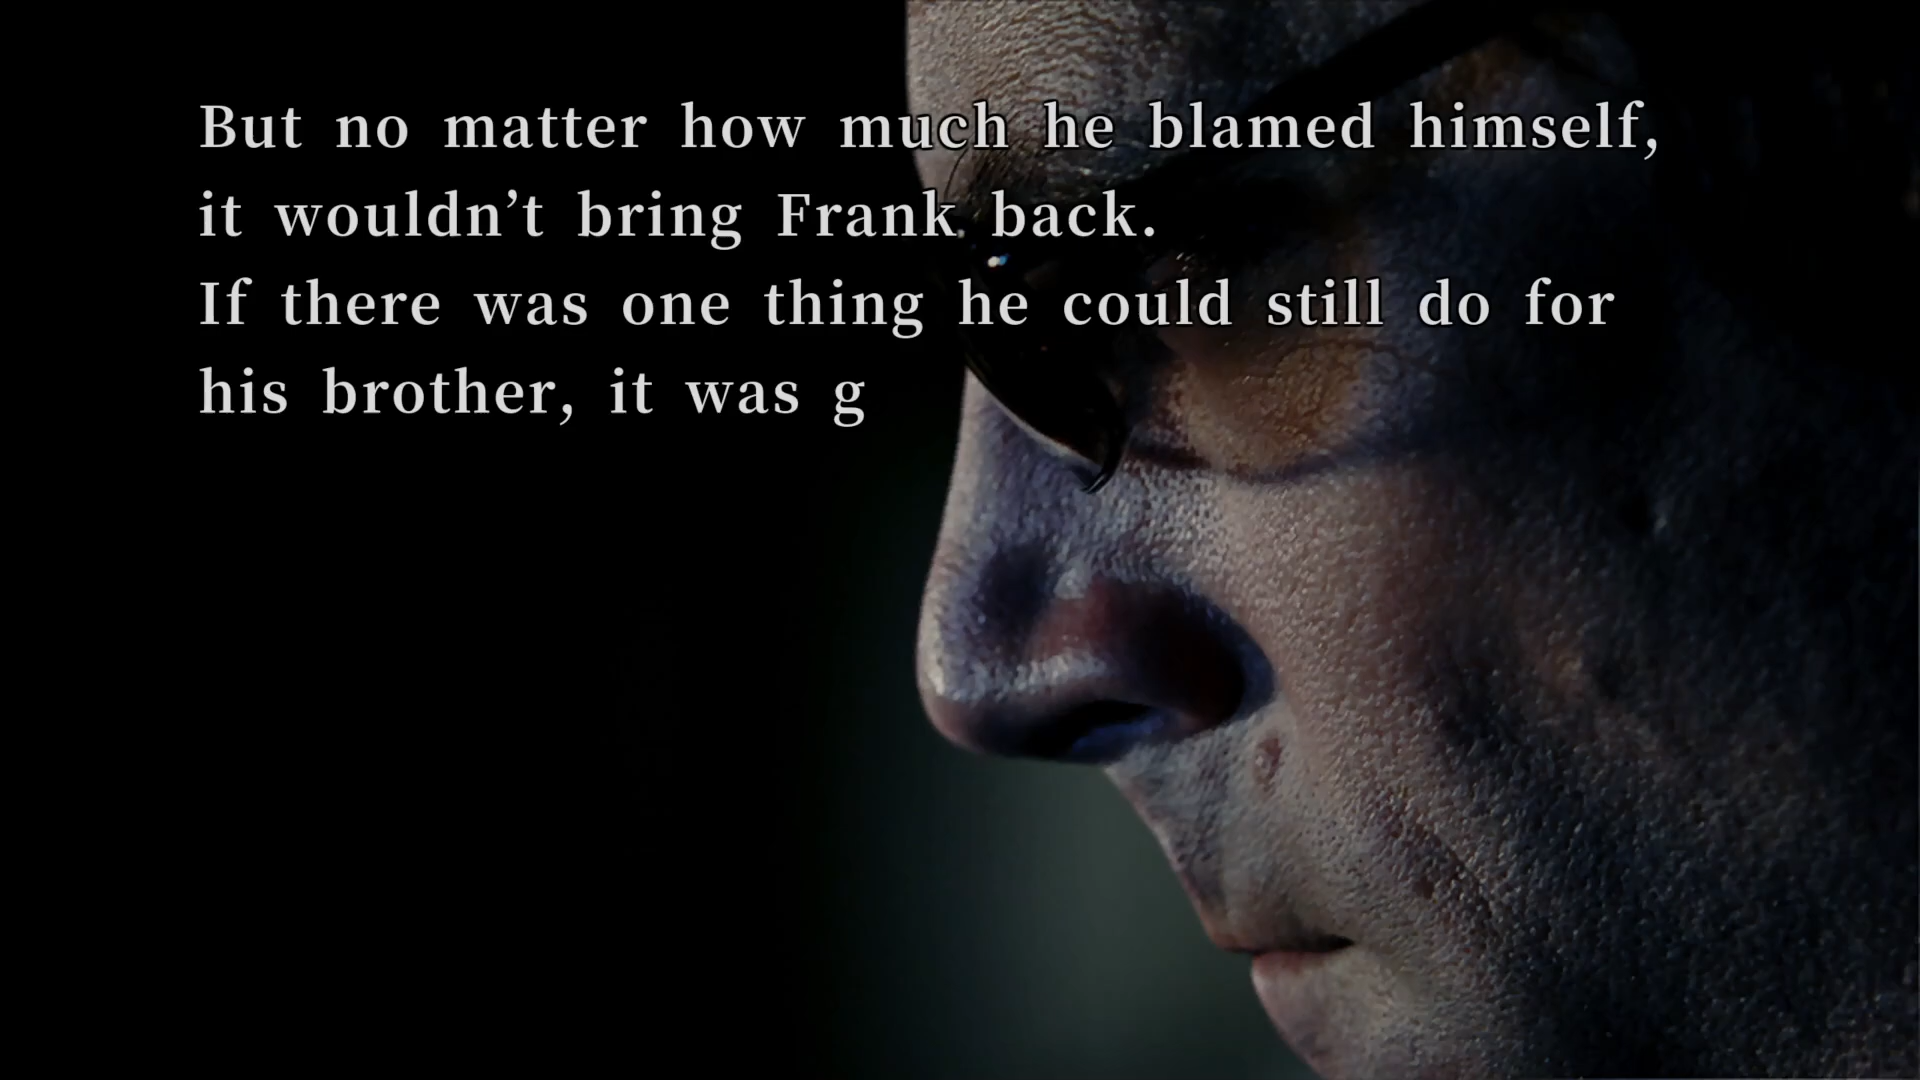 But no matter how much he blamed himself,
it wouldn’t bring Frank back.
If there was one thing he could still do for
his brother, it was g